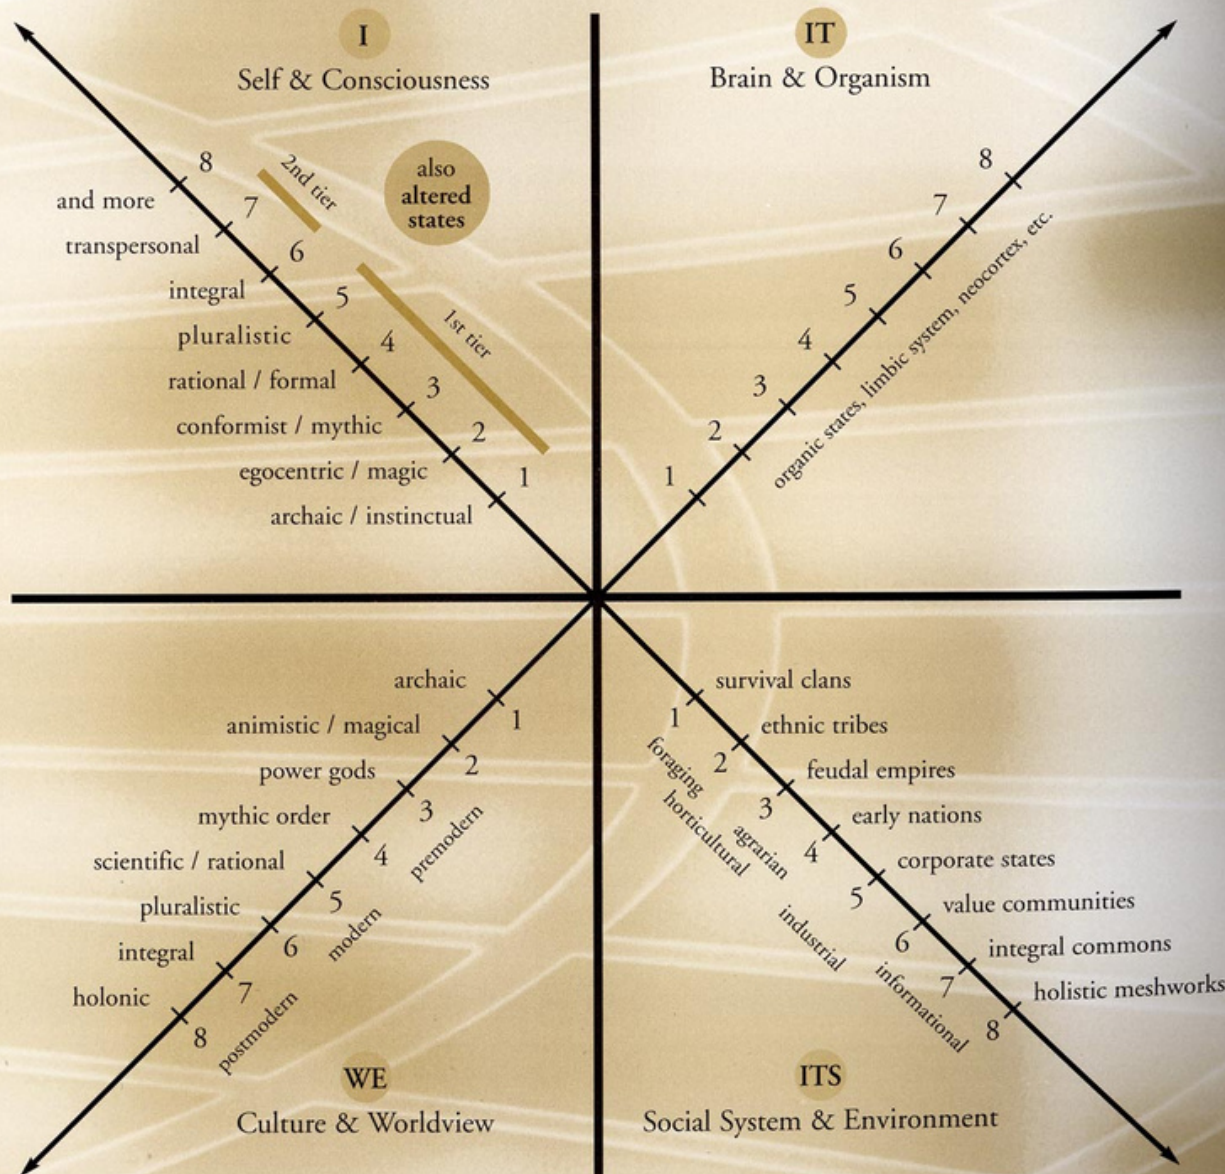 I
Self & Consciousness
IT
Brain & Organism
8
and more
2nd tier
also
altered
states
7
transpersonal
6
integral
5
pluralistic
1st tier
4
rational / formal
3
conformist / mythic
2
egocentric / magic
1
archaic / instinctual
8
7
6
5
4
3
2
1
organic states, limbic system, neocortex, etc.
archaic
1
animistic / magical
2
power gods
3
premodern
mythic order
4
scientific / rational
5
modern
pluralistic
6
integral
7
postmodern
holonic
8
WE
Culture & Worldview
survival clans
1
ethnic tribes
foraging
2
feudal empires
horticultural
3
early nations
agrarian
4
corporate states
5
value communities
industrial
6
integral commons
informational
7
holistic meshworks
8
ITS
Social System & Environment